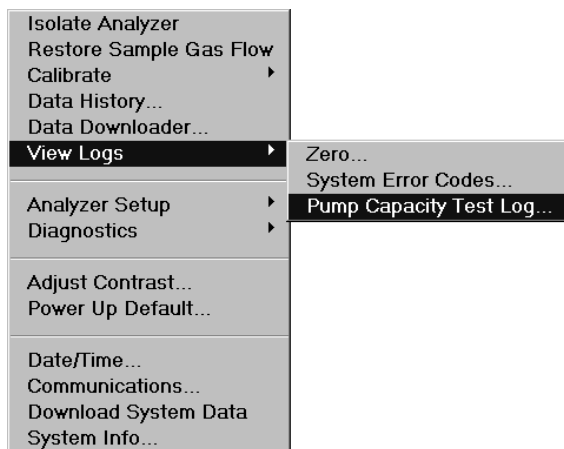 Isolate Analyzer
Restore Sample Gas Flow
Calibrate
Data History...
Data Downloader...
View Logs
Zero...
System Error Codes...
Pump Capacity Test Log...
Analyzer Setup
Diagnostics
Adjust Contrast...
Power Up Default...
Date/Time...
Communications...
Download System Data
System Info...